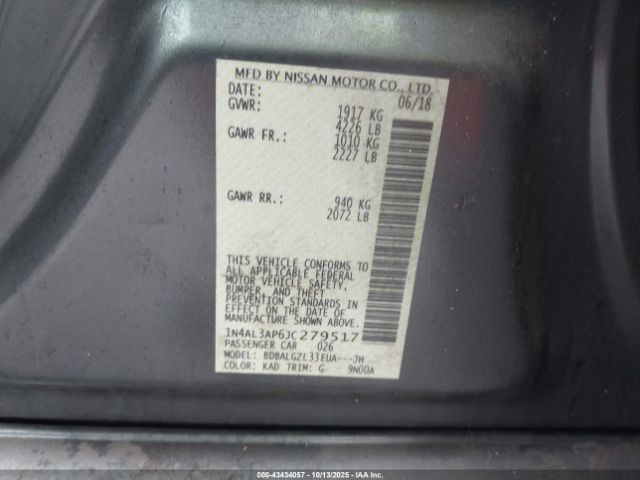 MFD BY NISSAN MOTOR CO., LTD.
DATE: 06/18
GVWR: 1917 KG
4226 LB
GAWR FR.: 1010 KG
2227 LB
GAWR RR.: 940 KG
2072 LB
THIS VEHICLE CONFORMS TO
ALL APPLICABLE FEDERAL
MOTOR VEHICLE SAFETY,
BUMPER, AND THEFT
PREVENTION STANDARDS
IN EFFECT ON THE DATE OF
MANUFACTURE SHOWN ABOVE.
1N4AL3AP6JC279517
PASSENGER CAR 026
MODEL: BDBALGZL33EUA---JH
COLOR: KAD TRIM: G 9N00A
000-43434057 - 10/13/2025 - © IAA Holdings, LLC